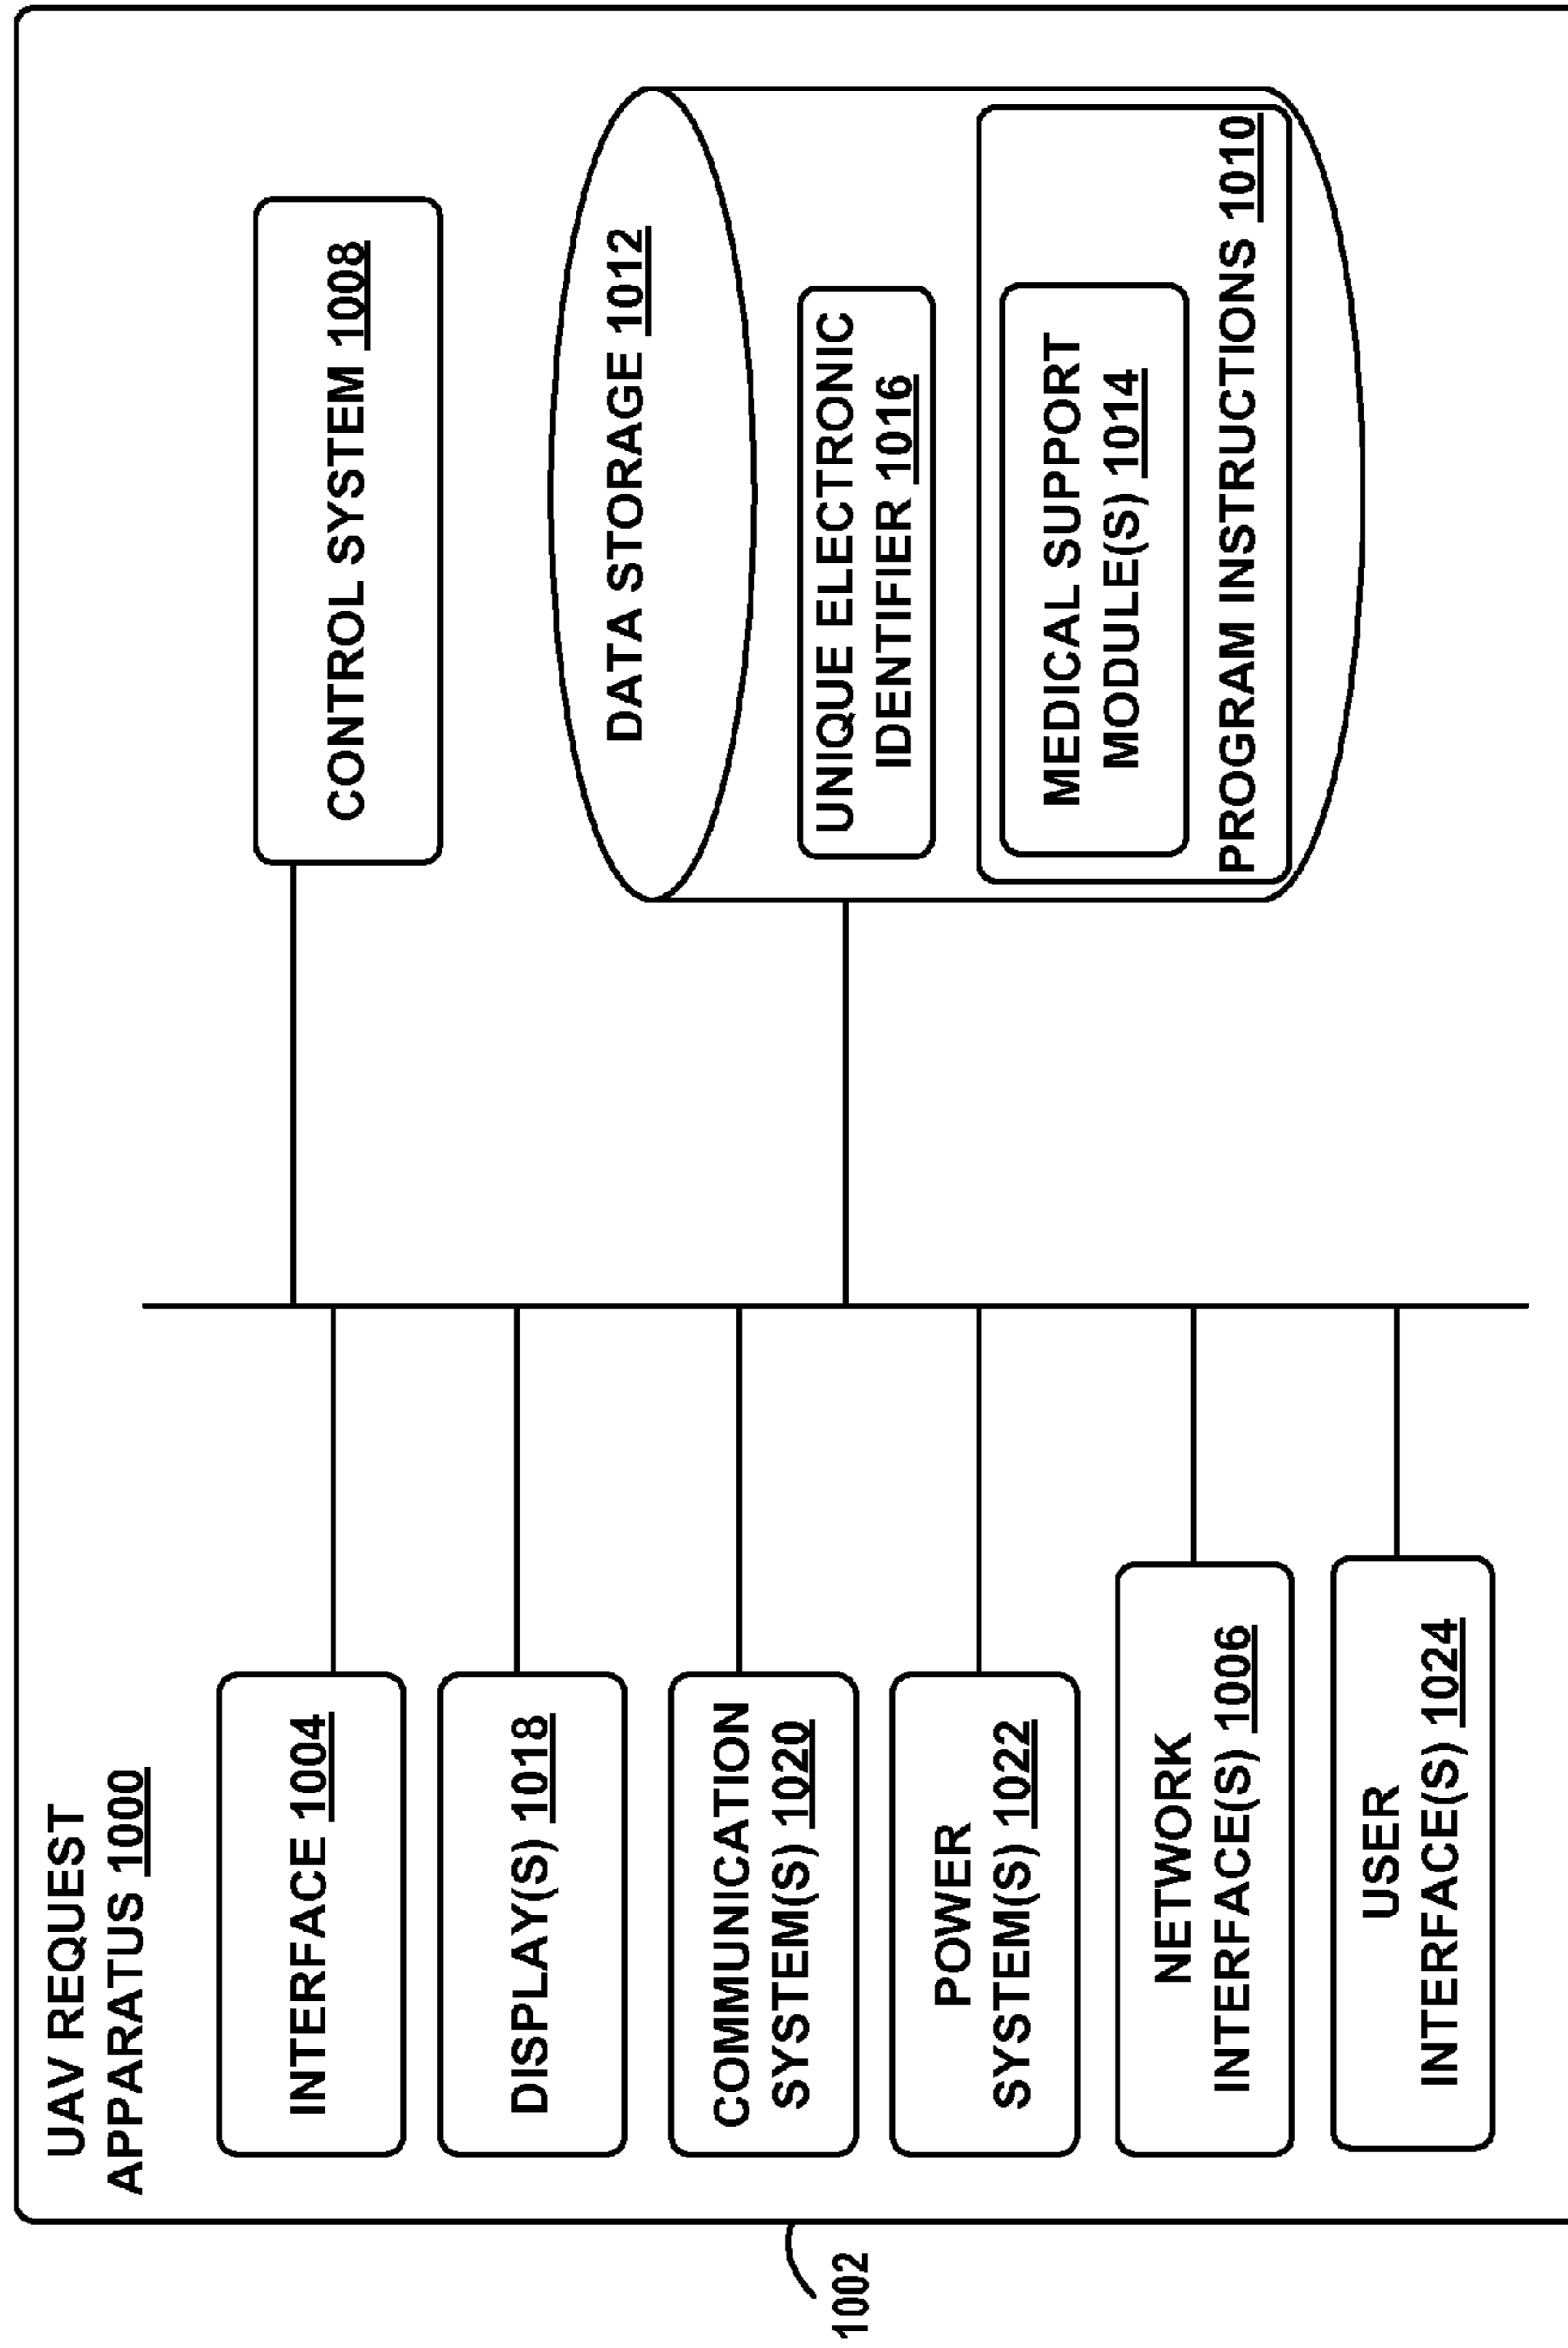 UAV REQUEST
APPARATUS 1000
INTERFACE 1004
DISPLAY(S) 1018
COMMUNICATION
SYSTEM(S) 1020
POWER
SYSTEM(S) 1022
NETWORK
INTERFACE(S) 1006
USER
INTERFACE(S) 1024
CONTROL SYSTEM 1008
DATA STORAGE 1012
UNIQUE ELECTRONIC
IDENTIFIER 1016
MEDICAL SUPPORT
MODULE(S) 1014
PROGRAM INSTRUCTIONS 1010
1002